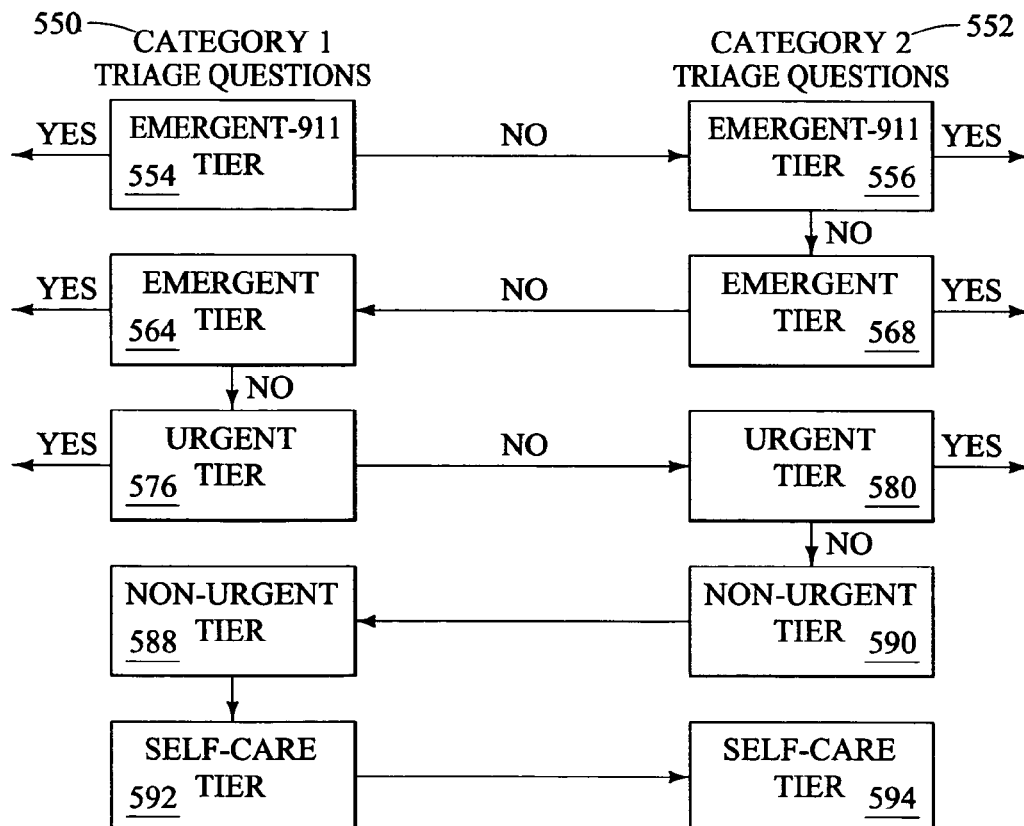 550
CATEGORY 1
TRIAGE QUESTIONS
552
CATEGORY 2
TRIAGE QUESTIONS
YES
EMERGENT-911
TIER
554
NO
EMERGENT-911
TIER
556
YES
NO
YES
EMERGENT
TIER
564
NO
EMERGENT
TIER
568
YES
NO
YES
URGENT
TIER
576
NO
URGENT
TIER
580
YES
NO
NON-URGENT
TIER
588
NON-URGENT
TIER
590
SELF-CARE
TIER
592
SELF-CARE
TIER
594